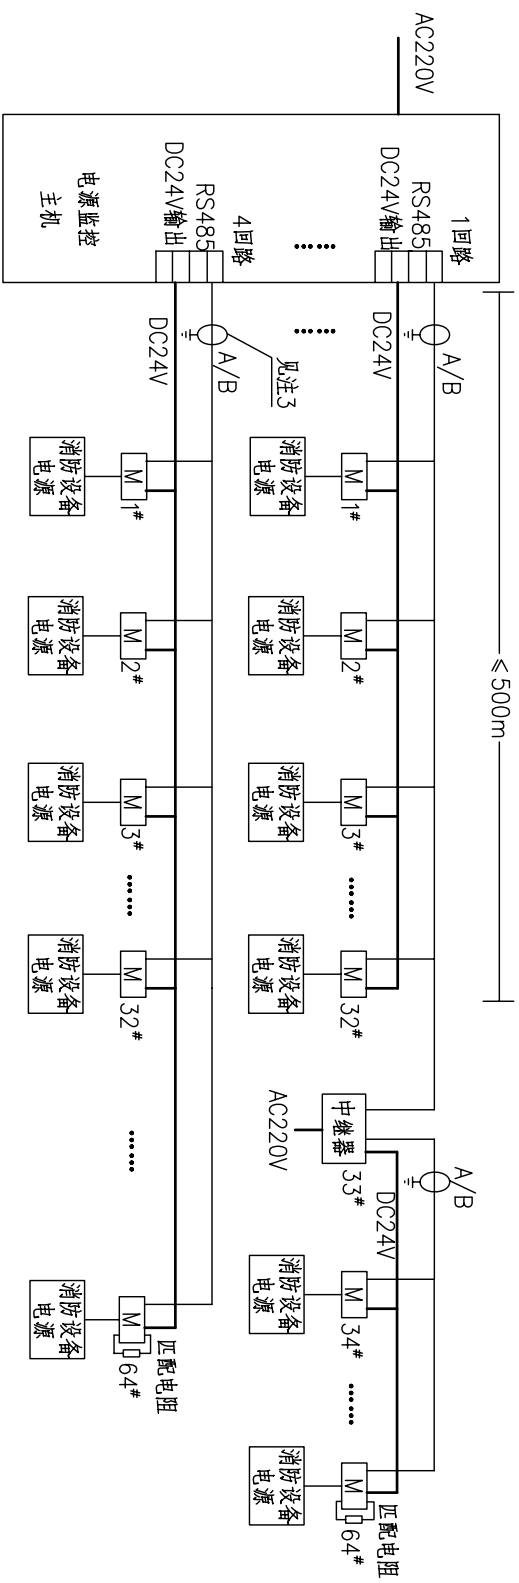 AC220V
1回路
RS485
DC24V输出
......
4回路
RS485
DC24V输出
电源监控
主机
≤500m
A/B
DC24V
M
1#
消防设备
电源
M
2#
消防设备
电源
M
3#
消防设备
电源
......
M
32#
消防设备
电源
中继器
33#
AC220V
A/B
DC24V
M
34#
消防设备
电源
......
M
64#
匹配电阻
消防设备
电源
......
见注3
A/B
DC24V
M
1#
消防设备
电源
M
2#
消防设备
电源
M
3#
消防设备
电源
......
M
32#
消防设备
电源
......
M
64#
匹配电阻
消防设备
电源